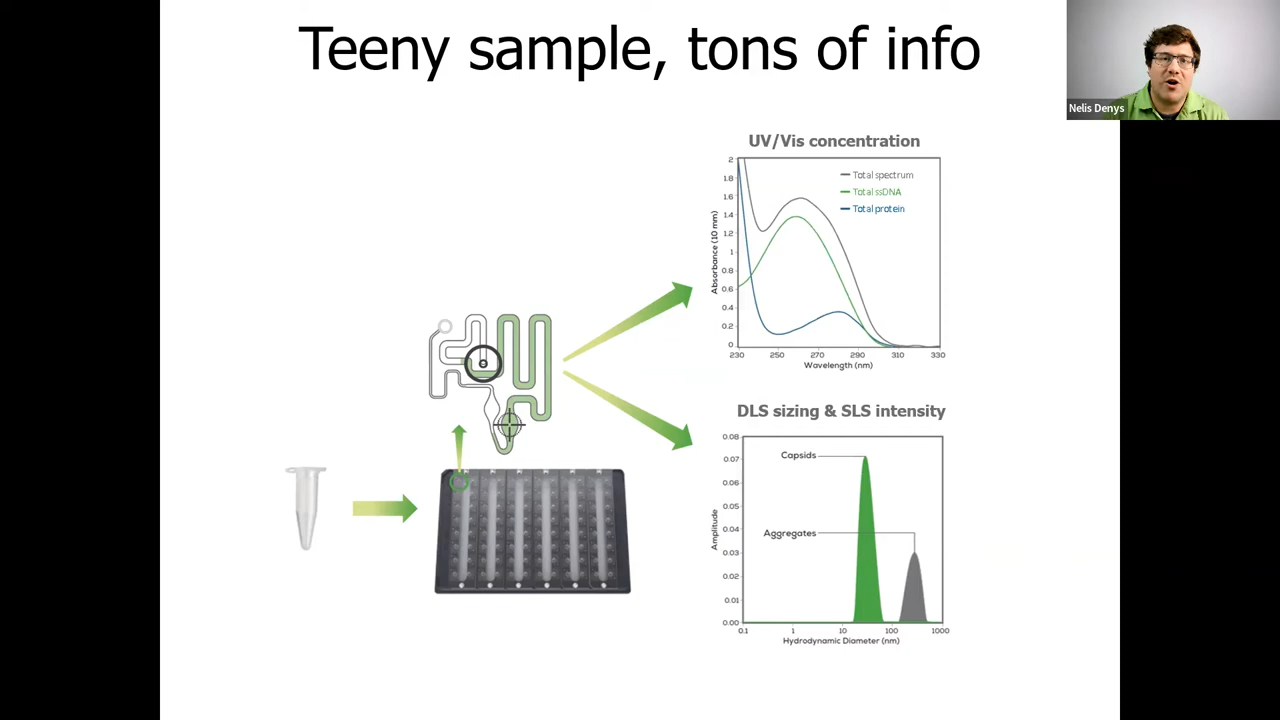 Teeny sample, tons of info
Nelis Denys
UV/Vis concentration
2
1.8
1.6
1.4
1.2
1
0.8
0.6
0.4
0.2
0
Absorbance (10 mm)
Total spectrum
Total ssDNA
Total protein
230 250 270 290 310 330
Wavelength (nm)
DLS sizing & SLS intensity
0.08
0.07
0.06
0.05
0.04
0.03
0.02
0.01
0.00
Amplitude
Capsids
Aggregates
0.1 1 10 100 1000
Hydrodynamic Diameter (nm)